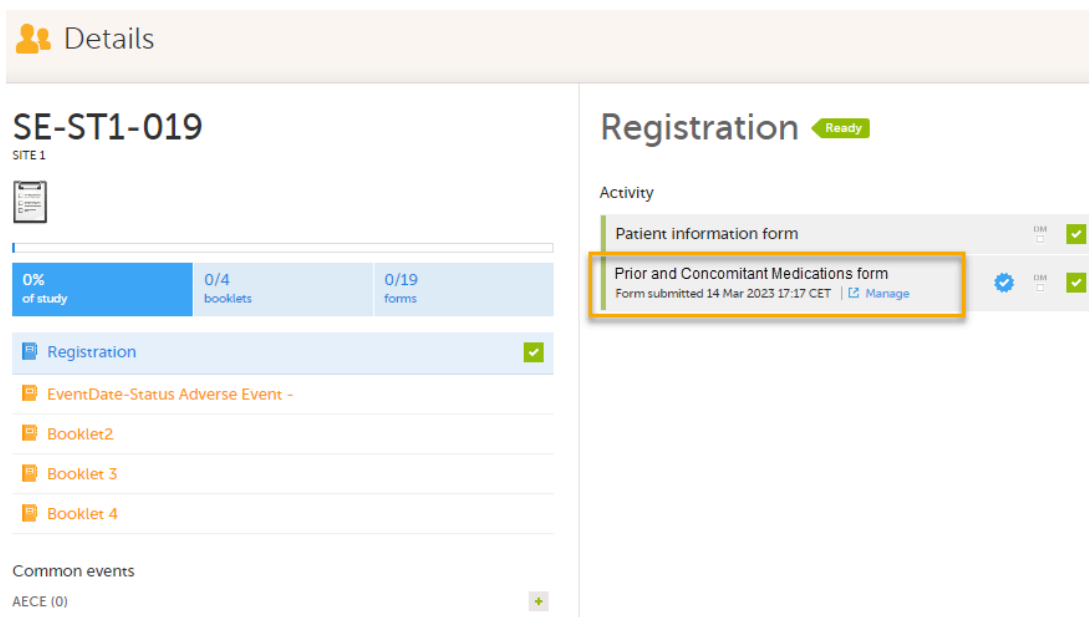 Details
SE-ST1-019
SITE 1
0%
of study
0/4
booklets
0/19
forms
Registration
EventDate-Status Adverse Event -
Booklet2
Booklet 3
Booklet 4
Common events
AECE (0)
Registration
Ready
Activity
Patient information form
DM
Prior and Concomitant Medications form
Form submitted 14 Mar 2023 17:17 CET | Manage
DM